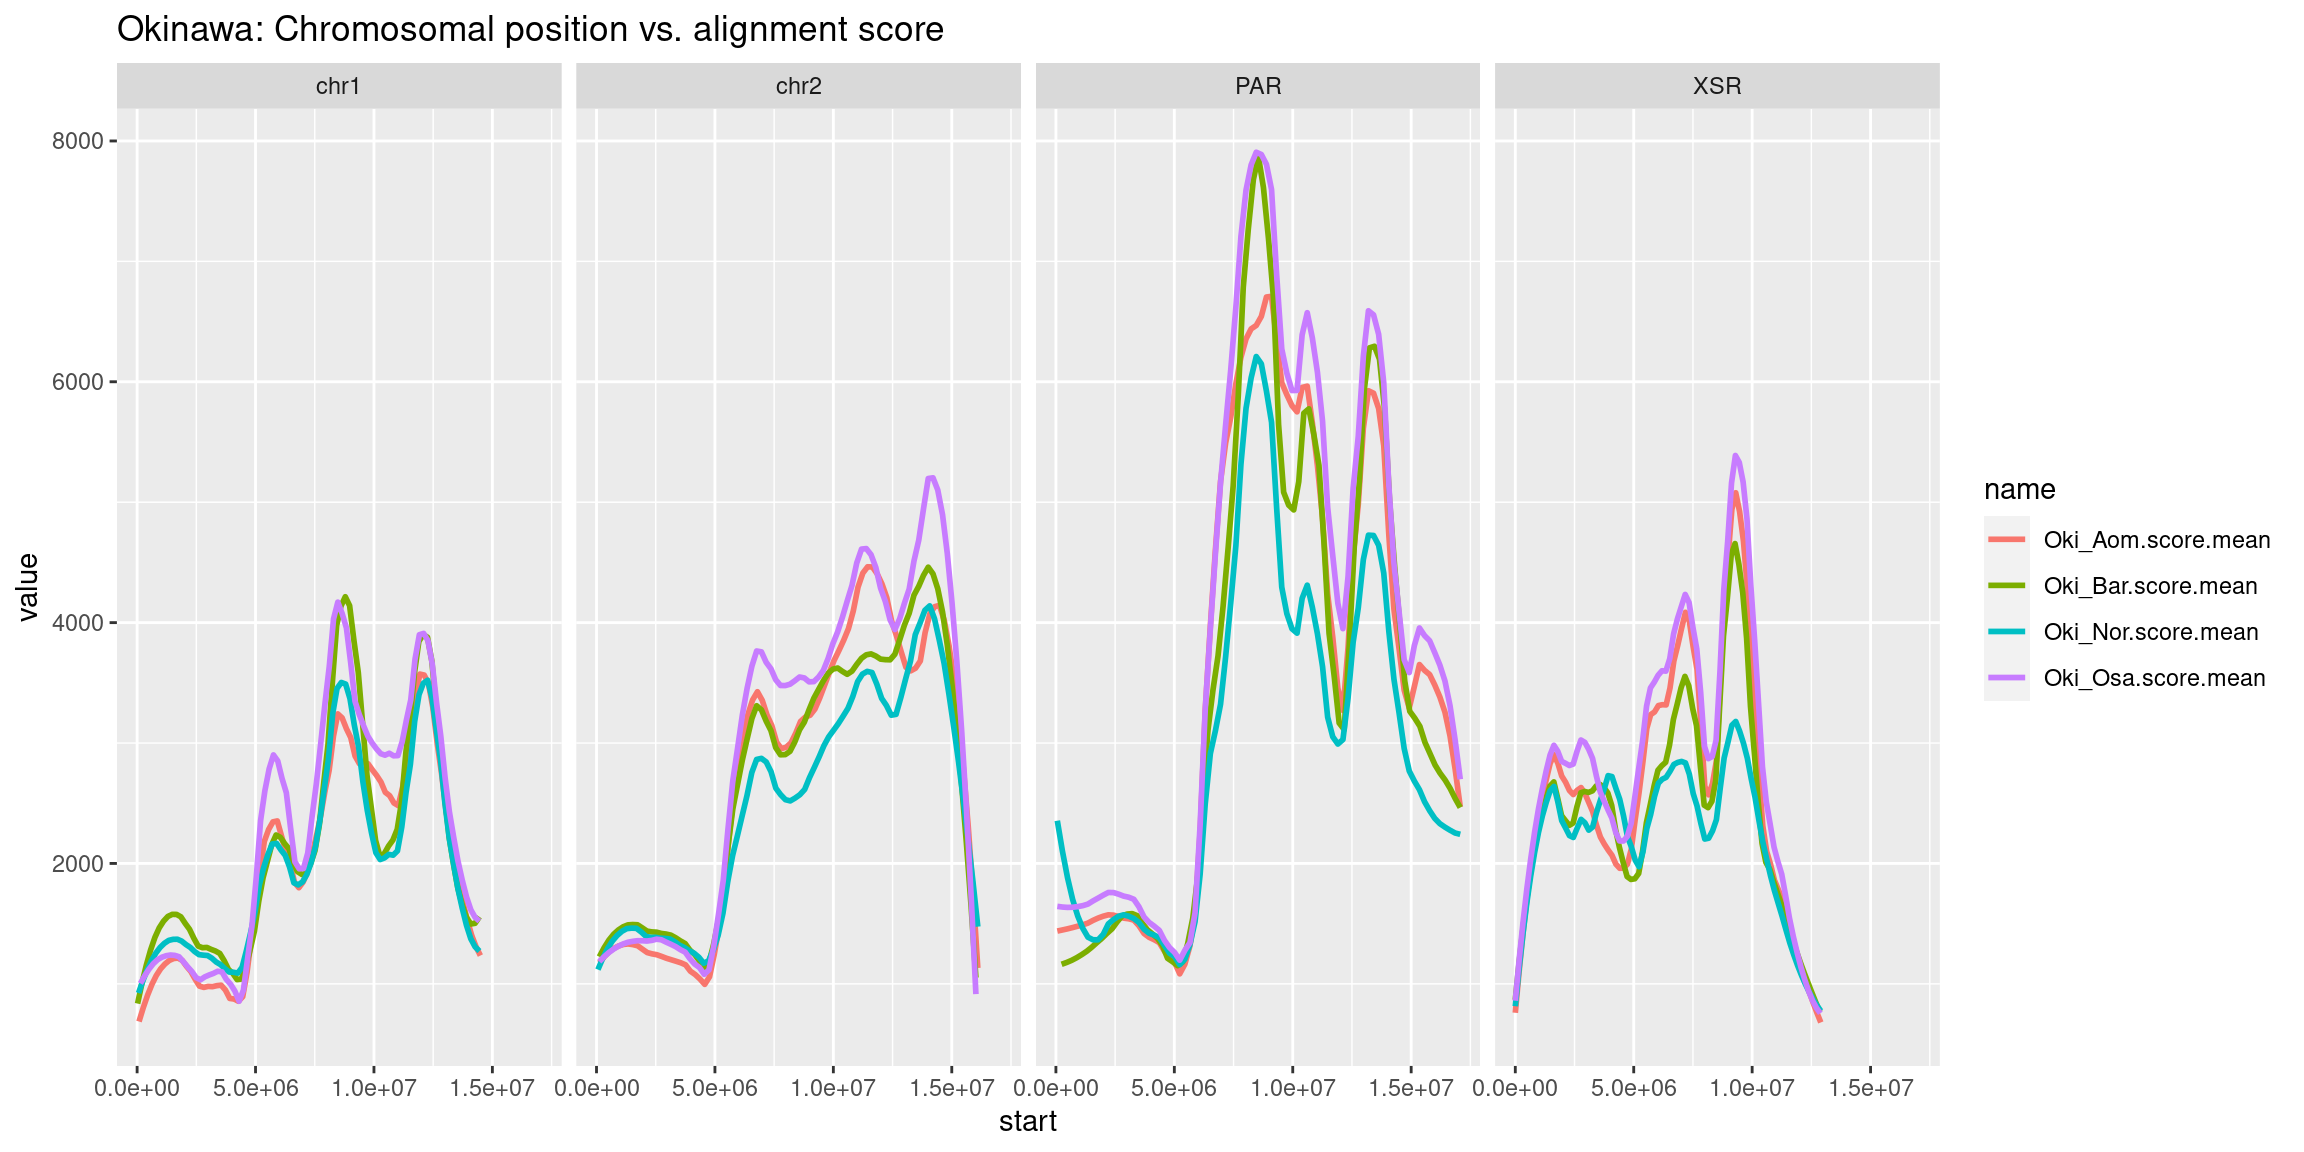 Okinawa: Chromosomal position vs. alignment score
chr1 chr2 PAR XSR
8000
6000
4000
2000
value
0.0e+00 5.0e+06 1.0e+07 1.5e+07 0.0e+00 5.0e+06 1.0e+07 1.5e+07 0.0e+00 5.0e+06 1.0e+07 1.5e+07 0.0e+00 5.0e+06 1.0e+07 1.5e+07
start
name
Oki_Aom.score.mean
Oki_Bar.score.mean
Oki_Nor.score.mean
Oki_Osa.score.mean